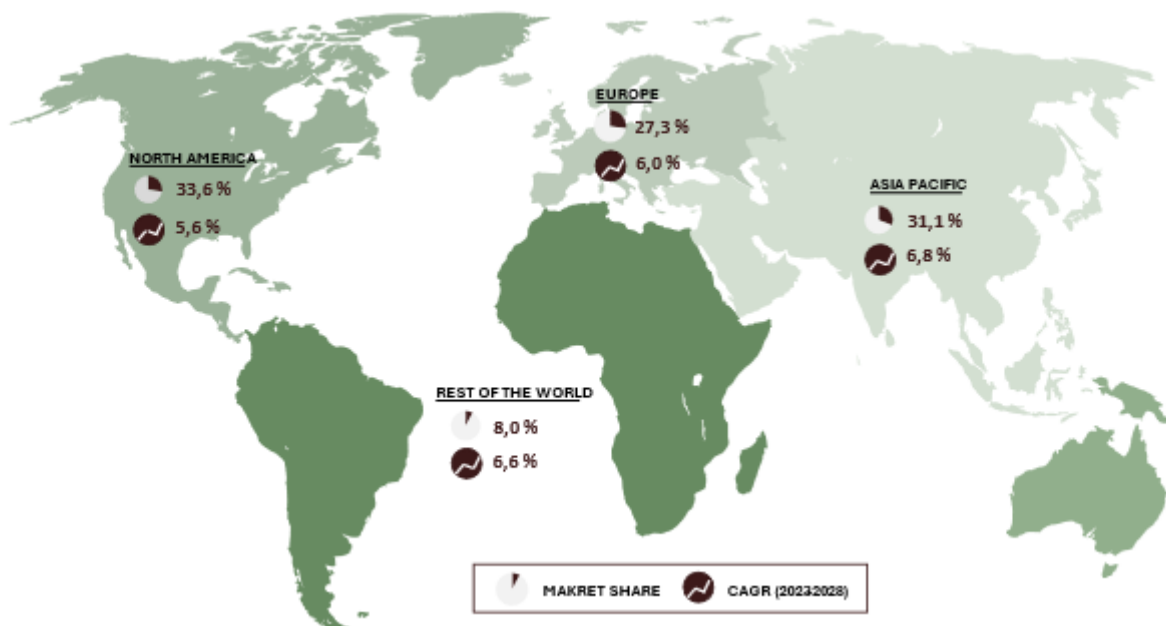 EUROPE
27,3 %
6,0 %
NORTH AMERICA
33,6 %
5,6 %
ASIA PACIFIC
31,1 %
6,8 %
REST OF THE WORLD
8,0 %
6,6 %
MAKRET SHARE
CAGR (2023-2028)